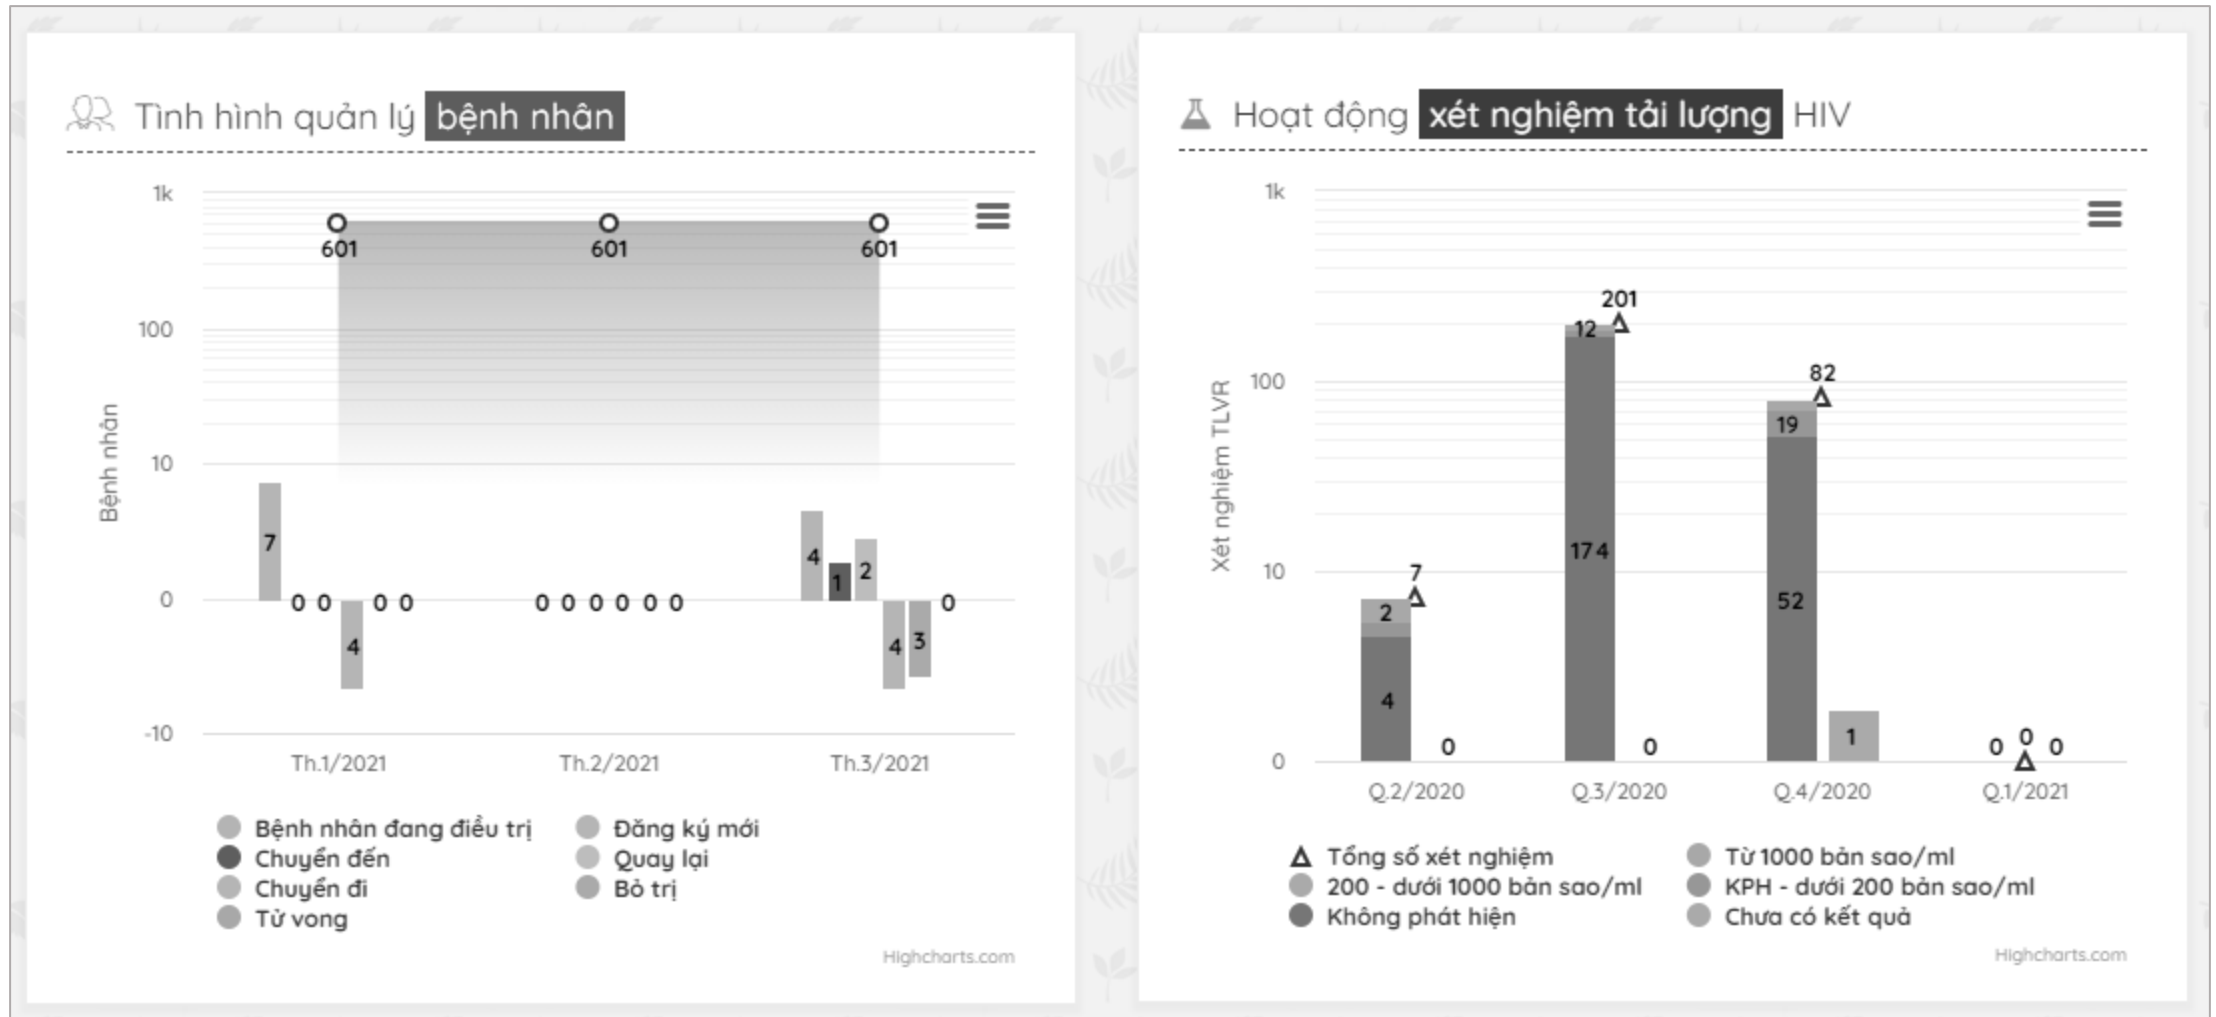 Tình hình quản lý bệnh nhân
1k
100
10
0
-10
Bệnh nhân
601 601 601
7 0 0 4 0 0
0 0 0 0 0 0
4 1 2 4 3 0
Th.1/2021 Th.2/2021 Th.3/2021
Bệnh nhân đang điều trị Đăng ký mới
Chuyển đến Quay lại
Chuyển đi Bỏ trị
Tử vong
Highcharts.com
Hoạt động xét nghiệm tải lượng HIV
1k
100
10
0
Xét nghiệm TLVR
7 2 4 0
201 12 174 0
82 19 52 1
0 0 0
Q.2/2020 Q.3/2020 Q.4/2020 Q.1/2021
Tổng số xét nghiệm Từ 1000 bản sao/ml
200 - dưới 1000 bản sao/ml KPH - dưới 200 bản sao/ml
Không phát hiện Chưa có kết quả
Highcharts.com